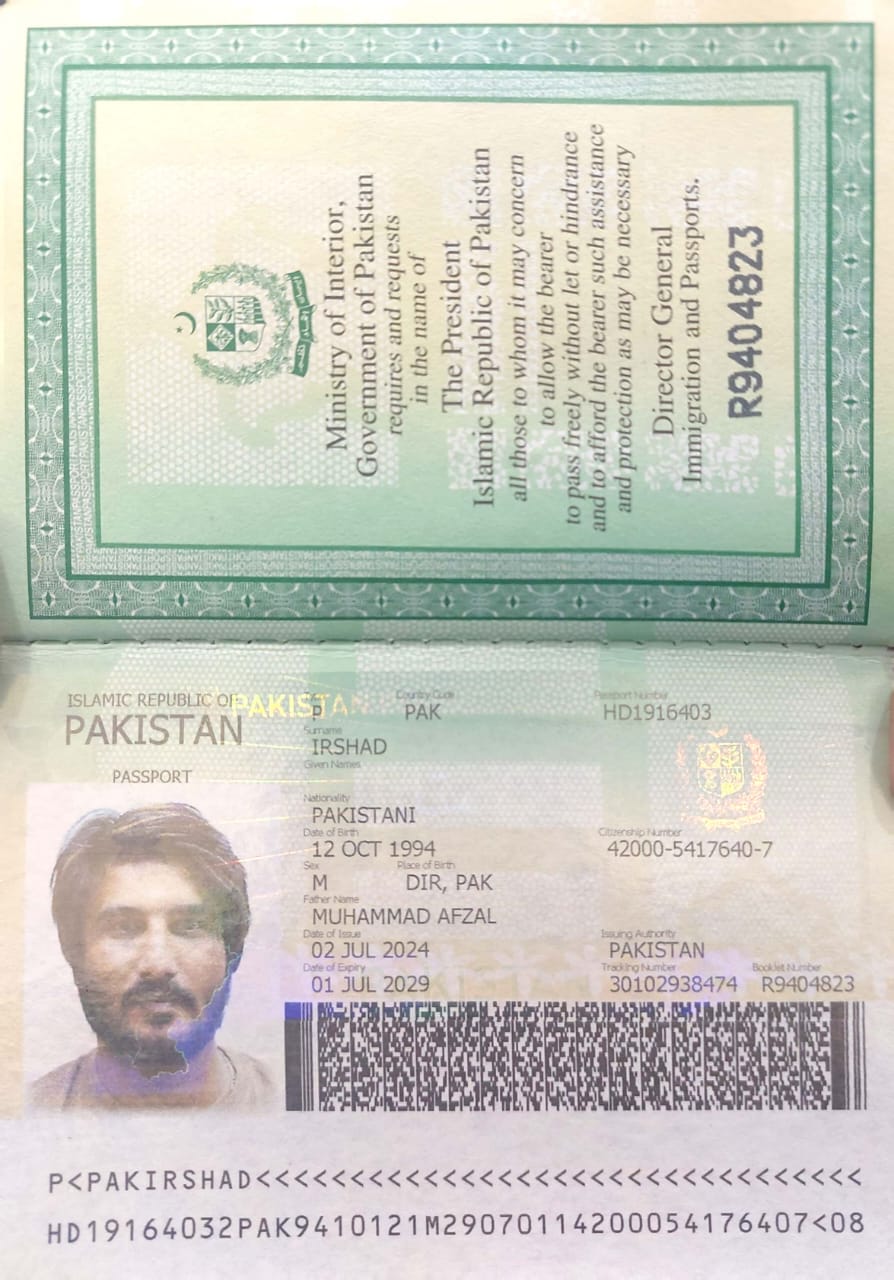 Ministry of Interior,
Government of Pakistan
requires and requests
in the name of
The President
Islamic Republic of Pakistan
all those to whom it may concern
to allow the bearer
to pass freely without let or hindrance
and to afford the bearer such assistance
and protection as may be necessary
Director General
Immigration and Passports.
R9404823
ISLAMIC REPUBLIC OF
PAKISTAN
PASSPORT
PAKISTAN
Country Code Passport Number
P PAK HD1916403
Surname
IRSHAD
Given Names
Nationality
PAKISTANI
Date of Birth Citizenship Number
12 OCT 1994 42000-5417640-7
Sex Place of Birth
M DIR, PAK
Father Name
MUHAMMAD AFZAL
Date of Issue Issuing Authority
02 JUL 2024 PAKISTAN
Date of Expiry Tracking Number Booklet Number
01 JUL 2029 30102938474 R9404823
P<PAKIRSHAD<<<<<<<<<<<<<<<<<<<<<<<<<<<<<<<<<
HD19164032PAK9410121M29070114200054176407<08